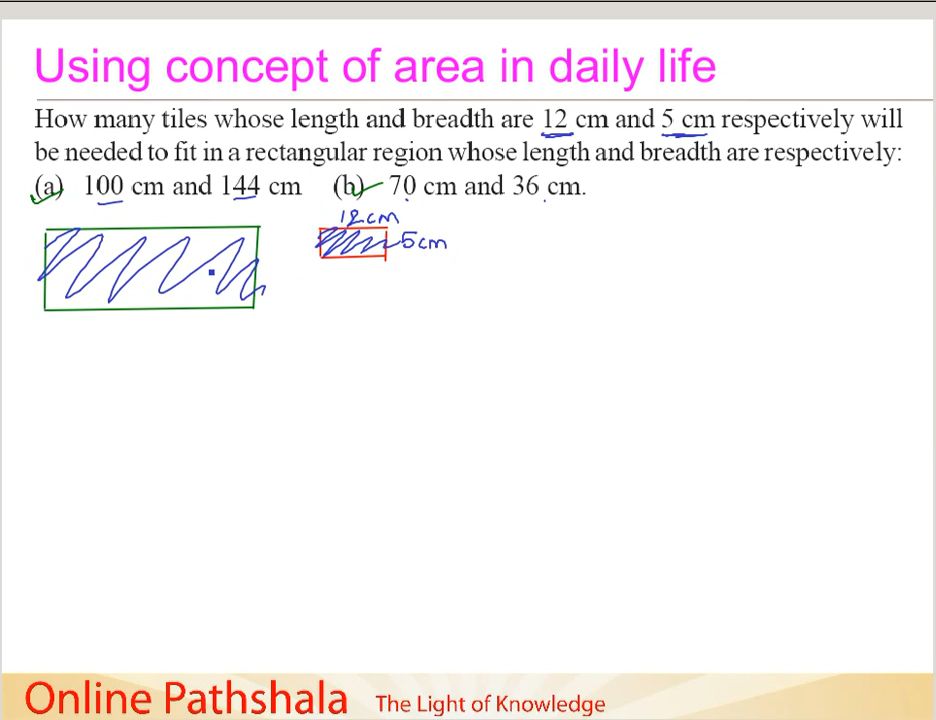 Using concept of area in daily life
How many tiles whose length and breadth are 12 cm and 5 cm respectively will
be needed to fit in a rectangular region whose length and breadth are respectively:
(a) 100 cm and 144 cm (b) 70 cm and 36 cm.
12cm
5cm
Online Pathshala The Light of Knowledge